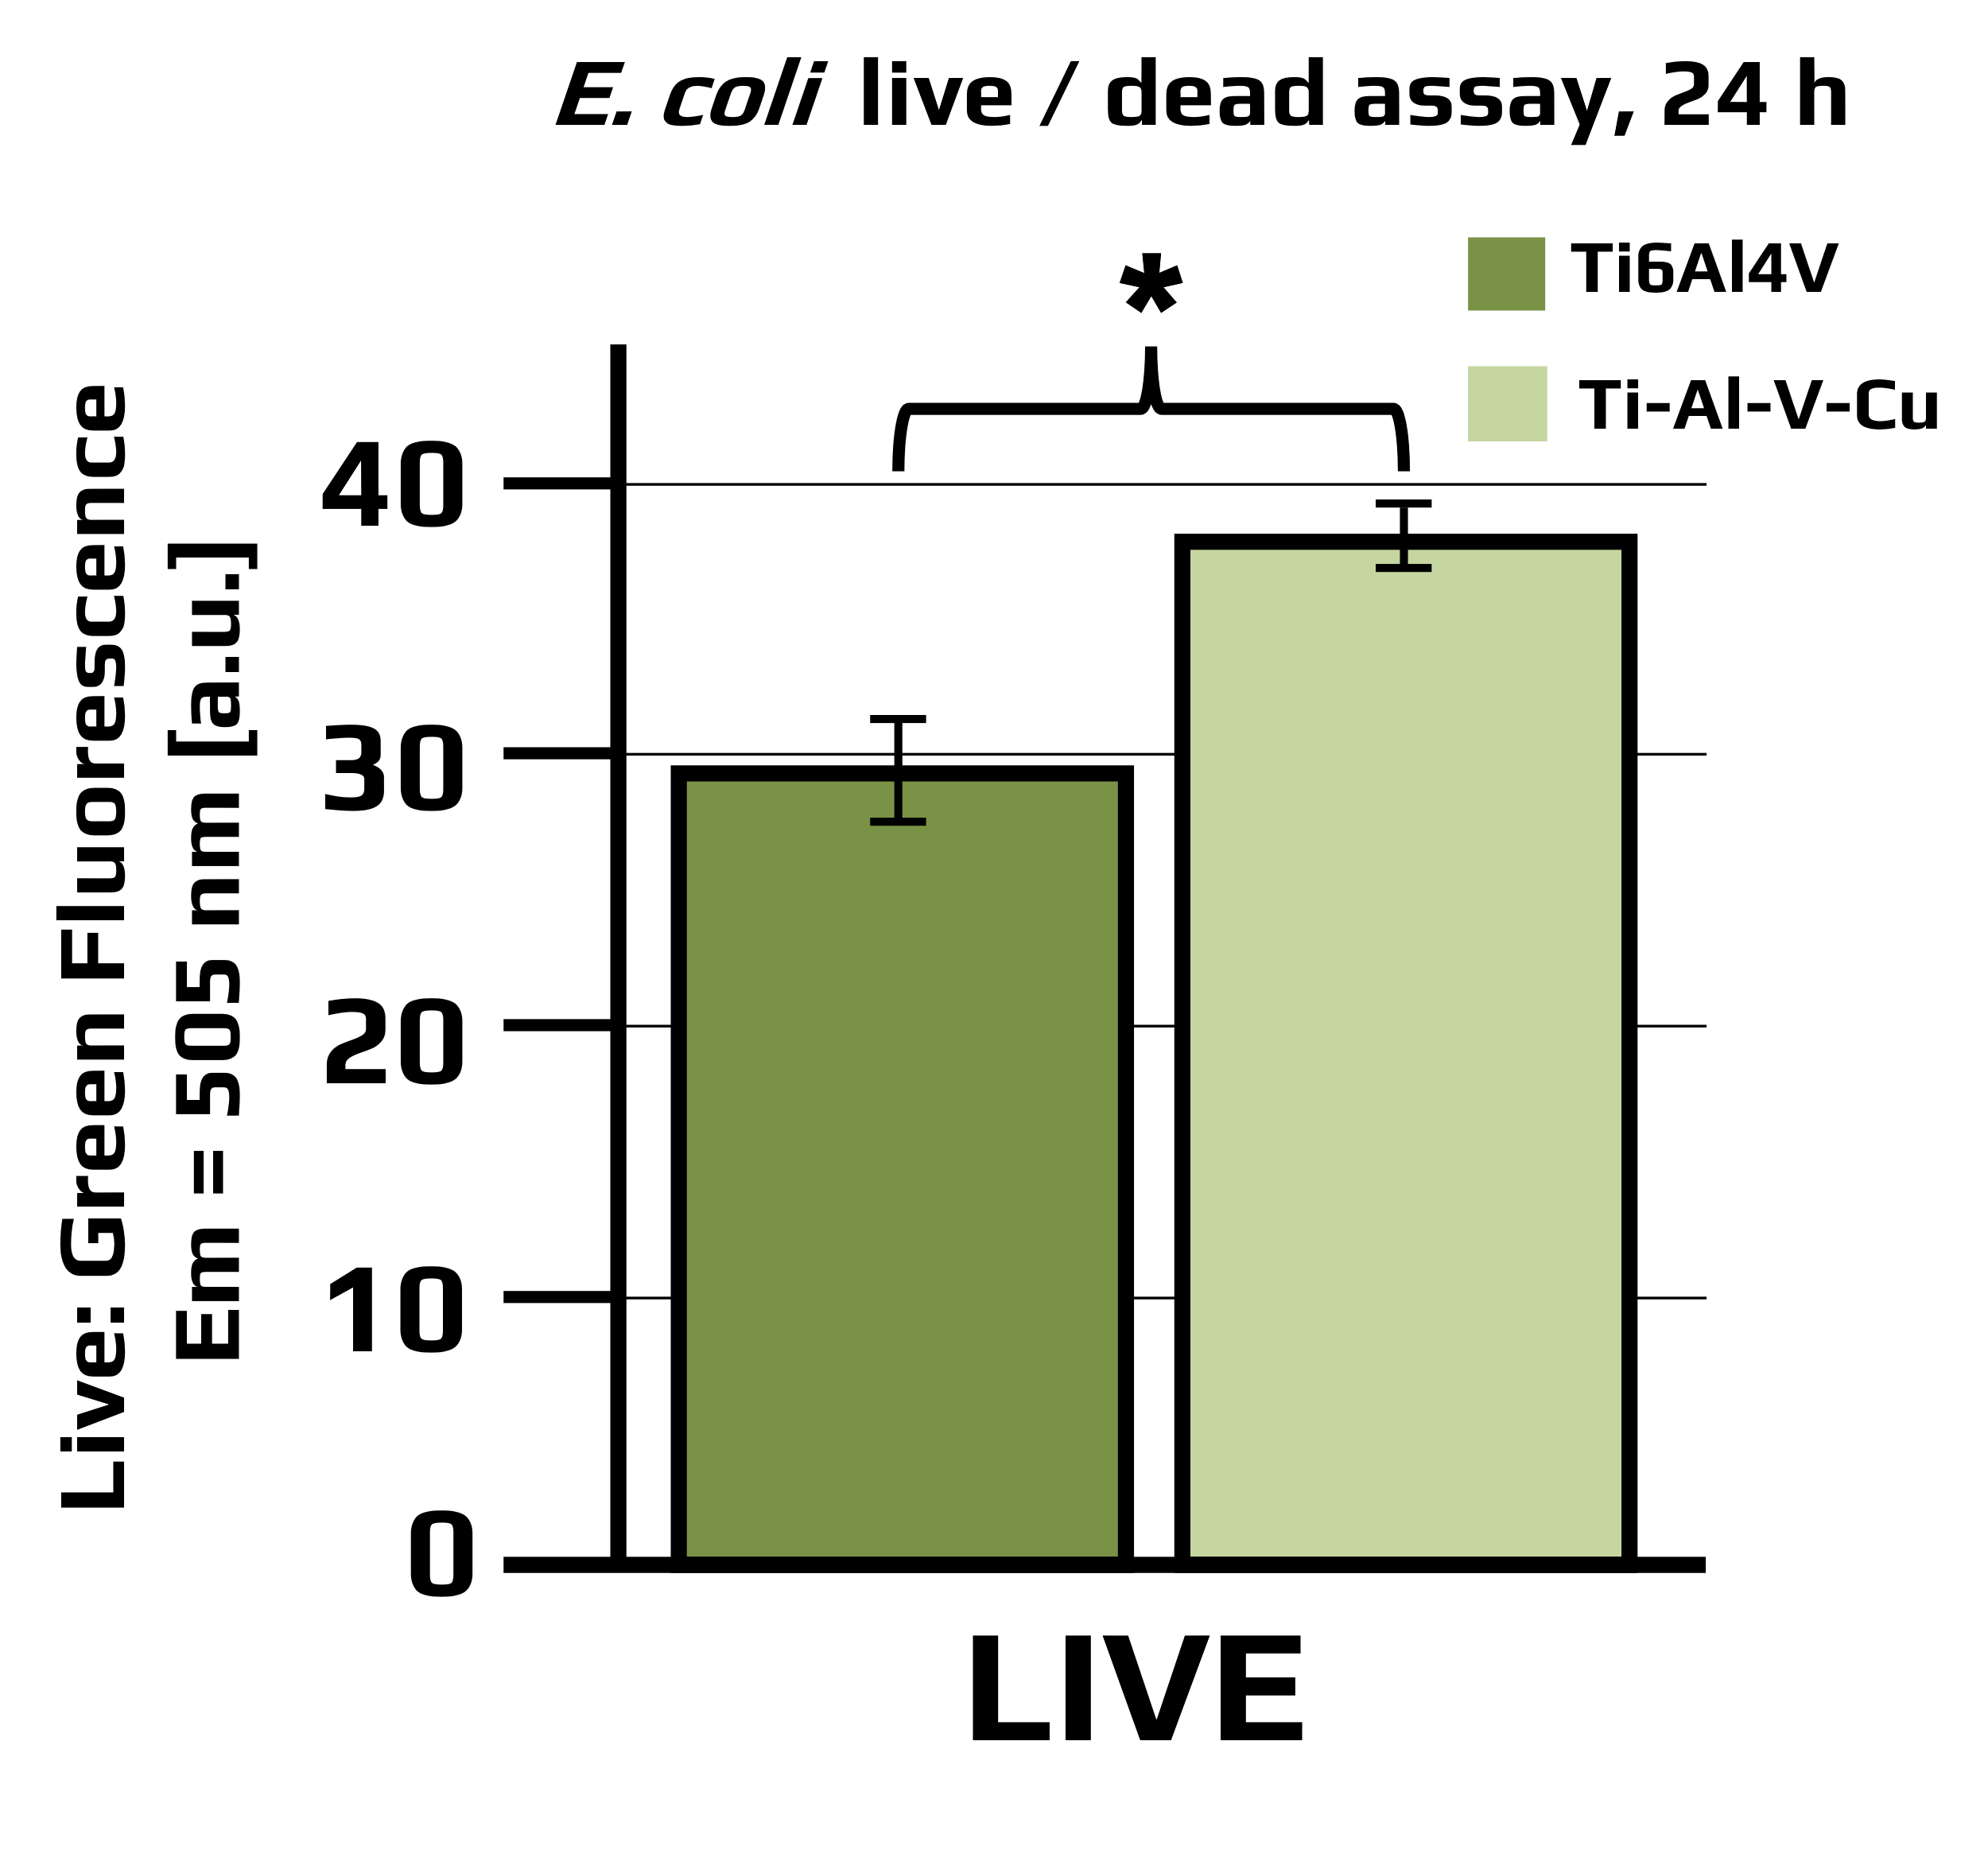 E. coli live / dead assay, 24 h
*
Ti6Al4V
Ti-Al-V-Cu
Live: Green Fluorescence
Em = 505 nm [a.u.]
40
30
20
10
0
LIVE